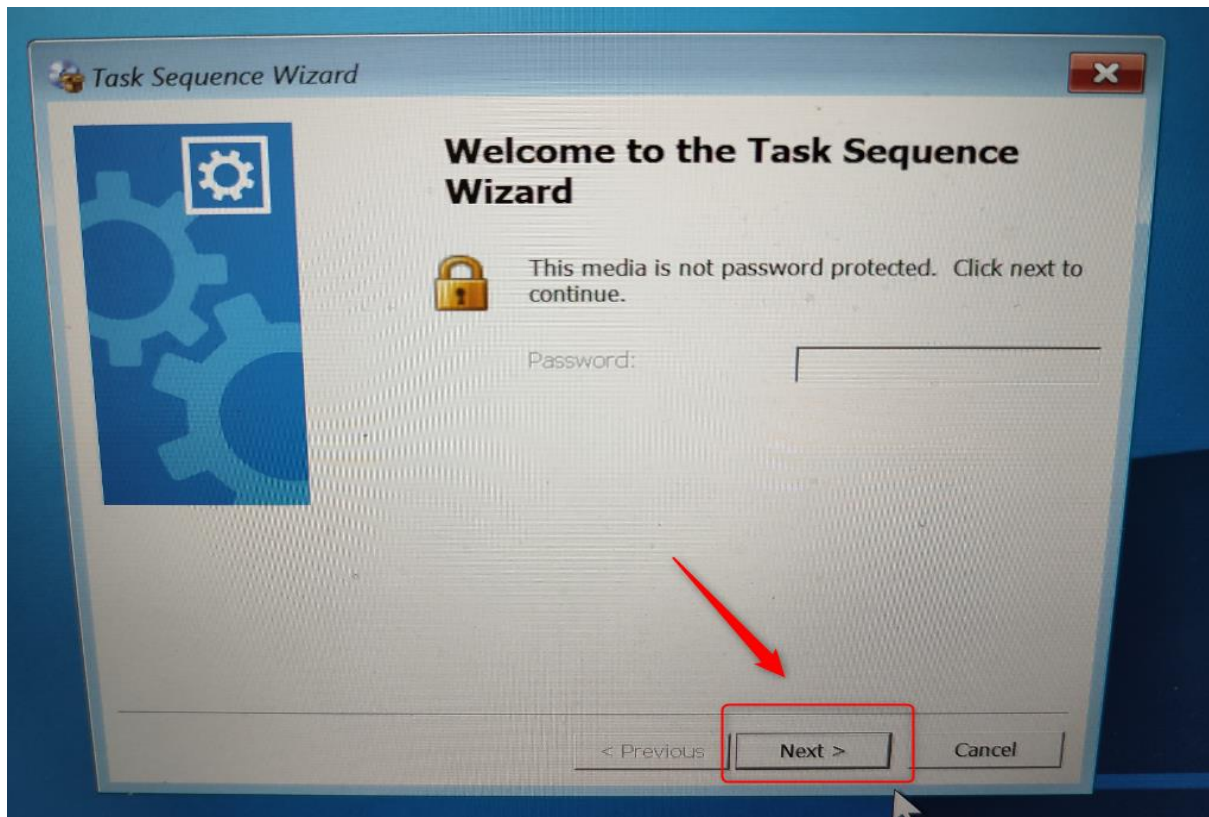 Task Sequence Wizard
Welcome to the Task Sequence
Wizard
This media is not password protected. Click next to
continue.
Password:
< Previous
Next >
Cancel